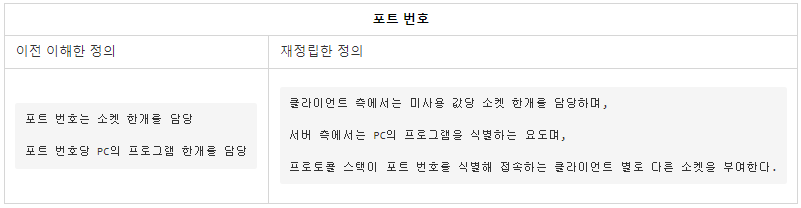 포트 번호
이전 이해한 정의
재정립한 정의
포트 번호는 소켓 한개를 담당
포트 번호당 PC의 프로그램 한개를 담당
클라이언트 측에서는 미사용 값당 소켓 한개를 담당하며,
서버 측에서는 PC의 프로그램을 식별하는 요도며,
프로토콜 스택이 포트 번호를 식별해 접속하는 클라이언트 별로 다른 소켓을 부여한다.